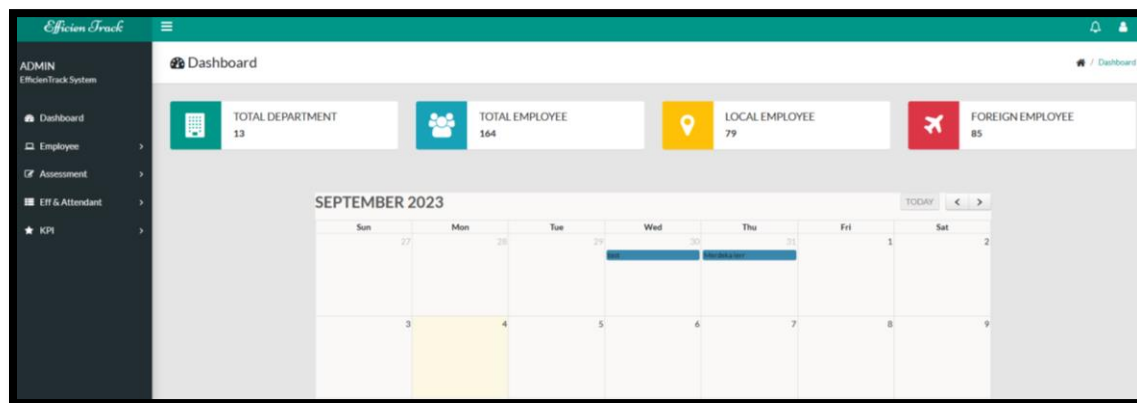 Efficien Track
ADMIN
EfficienTrack System
Dashboard
Employee
Assessment
Eff & Attendant
KPI
Dashboard
/ Dashboard
TOTAL DEPARTMENT
13
TOTAL EMPLOYEE
164
LOCAL EMPLOYEE
79
FOREIGN EMPLOYEE
85
SEPTEMBER 2023
TODAY < >
Sun Mon Tue Wed Thu Fri Sat
27 28 29 30 31 1 2
test
3 4 5 6 7 8 9